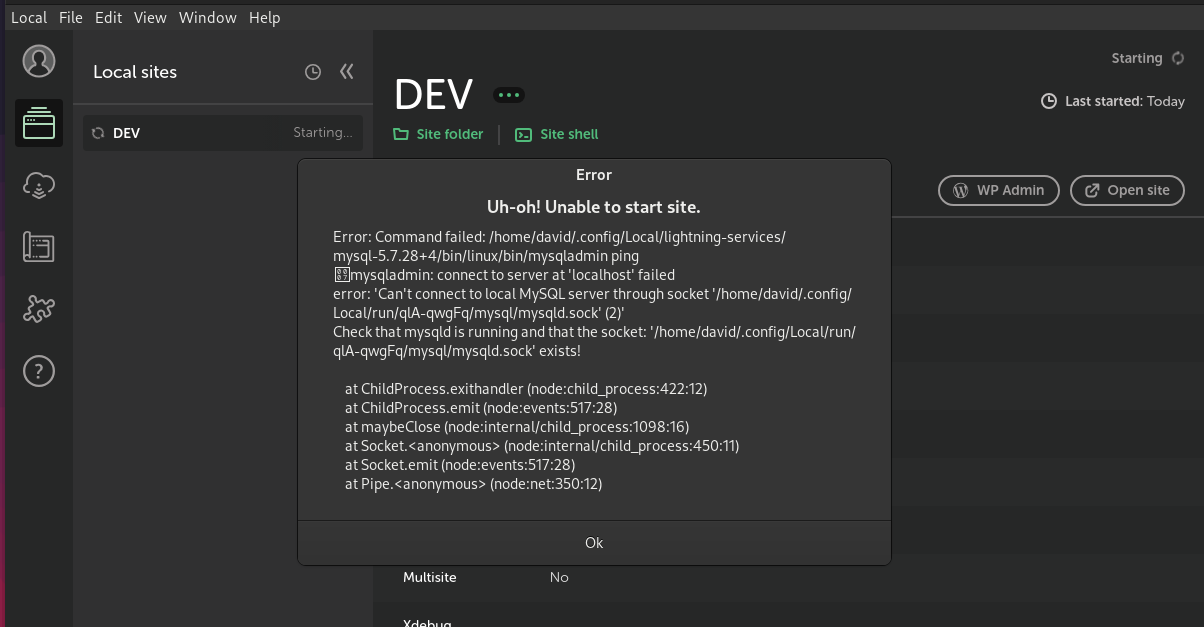 Local File Edit View Window Help
Local sites
DEV Starting...
Starting
DEV
Last started: Today
Site folder Site shell
WP Admin Open site
Error
Uh-oh! Unable to start site.
Error: Command failed: /home/david/.config/Local/lightning-services/
mysql-5.7.28+4/bin/linux/bin/mysqladmin ping
mysqladmin: connect to server at 'localhost' failed
error: 'Can't connect to local MySQL server through socket '/home/david/.config/
Local/run/qlA-qwgFq/mysql/mysqld.sock' (2)'
Check that mysqld is running and that the socket: '/home/david/.config/Local/run/
qlA-qwgFq/mysql/mysqld.sock' exists!
at ChildProcess.exithandler (node:child_process:422:12)
at ChildProcess.emit (node:events:517:28)
at maybeClose (node:internal/child_process:1098:16)
at Socket.<anonymous> (node:internal/child_process:450:11)
at Socket.emit (node:events:517:28)
at Pipe.<anonymous> (node:net:350:12)
Ok
Multisite No
Xdebug